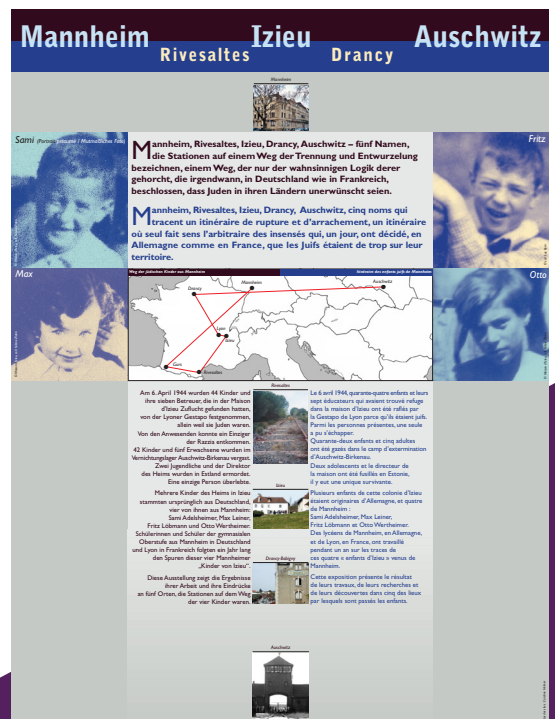 Mannheim Izieu Auschwitz
Rivesaltes Drancy
Mannheim
Sami (Portrait présumé / Mutmaßliches Foto)
Fritz
Mannheim, Rivesaltes, Izieu, Drancy, Auschwitz – fünf Namen,
die Stationen auf einem Weg der Trennung und Entwurzelung
bezeichnen, einem Weg, der nur der wahnsinnigen Logik derer
gehorcht, die irgendwann, in Deutschland wie in Frankreich,
beschlossen, dass Juden in ihren Ländern unerwünscht seien.
Mannheim, Rivesaltes, Izieu, Drancy, Auschwitz, cinq noms qui
tracent un itinéraire de rupture et d'arrachement, un itinéraire
où seul fait sens l'arbitraire des insensés qui, un jour, ont décidé, en
Allemagne comme en France, que les Juifs étaient de trop sur leur
territoire.
Max
Otto
Weg der jüdischen Kinder aus Mannheim
Itinéraire des enfants juifs de Mannheim
Drancy
Mannheim
Auschwitz
Lyon
Izieu
Gurs
Rivesaltes
Rivesaltes
Am 6. April 1944 wurden 44 Kinder und
ihre sieben Betreuer, die in der Maison
d'Izieu Zuflucht gefunden hatten,
von der Lyoner Gestapo festgenommen,
allein weil sie Juden waren.
Von den Anwesenden konnte ein Einziger
der Razzia entkommen.
42 Kinder und fünf Erwachsene wurden im
Vernichtungslager Auschwitz-Birkenau vergast.
Zwei Jugendliche und der Direktor
des Heims wurden in Estland ermordet.
Eine einzige Person überlebte.
Mehrere Kinder des Heims in Izieu
stammten ursprünglich aus Deutschland,
vier von ihnen aus Mannheim:
Sami Adelsheimer, Max Leiner,
Fritz Löbmann und Otto Wertheimer.
Schülerinnen und Schüler der gymnasialen
Oberstufe aus Mannheim in Deutschland
und Lyon in Frankreich folgten ein Jahr lang
den Spuren dieser vier Mannheimer
„Kinder von Izieu“.
Diese Ausstellung zeigt die Ergebnisse
ihrer Arbeit und ihre Eindrücke
an fünf Orten, die Stationen auf dem Weg
der vier Kinder waren.
Le 6 avril 1944, quarante-quatre enfants et leurs
sept éducateurs qui avaient trouvé refuge
dans la maison d'Izieu ont été raflés par
la Gestapo de Lyon parce qu'ils étaient juifs.
Parmi les personnes présentes, une seule
a pu s'échapper.
Quarante-deux enfants et cinq adultes
ont été gazés dans le camp d'extermination
d'Auschwitz-Birkenau.
Deux adolescents et le directeur de
la maison ont été fusillés en Estonie,
il y eut une unique survivante.
Plusieurs enfants de cette colonie d'Izieu
étaient originaires d'Allemagne, et quatre
de Mannheim :
Sami Adelsheimer, Max Leiner,
Fritz Löbmann et Otto Wertheimer.
Des lycéens de Mannheim, en Allemagne,
et de Lyon, en France, ont travaillé
pendant un an sur les traces de
ces quatre « enfants d'Izieu » venus de
Mannheim.
Cette exposition présente le résultat
de leurs travaux, de leurs recherches et
de leurs découvertes dans cinq des lieux
par lesquels sont passés les enfants.
Izieu
Drancy-Bobigny
Auschwitz